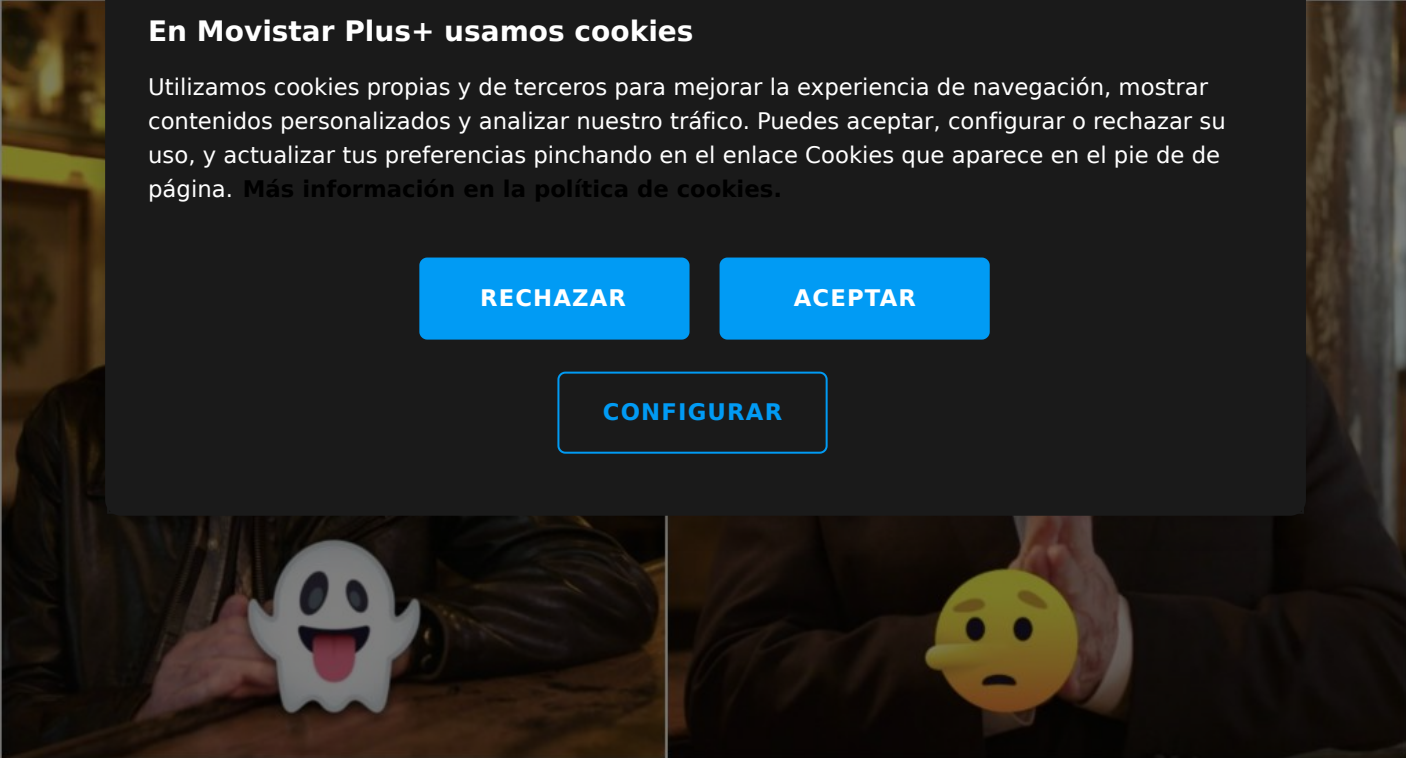 En Movistar Plus+ usamos cookies
Utilizamos cookies propias y de terceros para mejorar la experiencia de navegación, mostrar
contenidos personalizados y analizar nuestro tráfico. Puedes aceptar, configurar o rechazar su
uso, y actualizar tus preferencias pinchando en el enlace Cookies que aparece en el pie de de
página. Más información en la política de cookies.
RECHAZAR ACEPTAR
CONFIGURAR